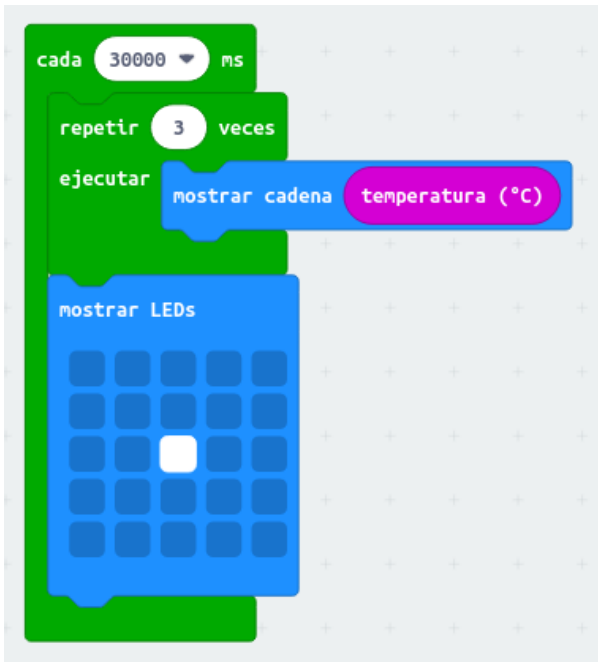 cada 30000 ms
repetir 3 veces
ejecutar
mostrar cadena temperatura (°C)
mostrar LEDs